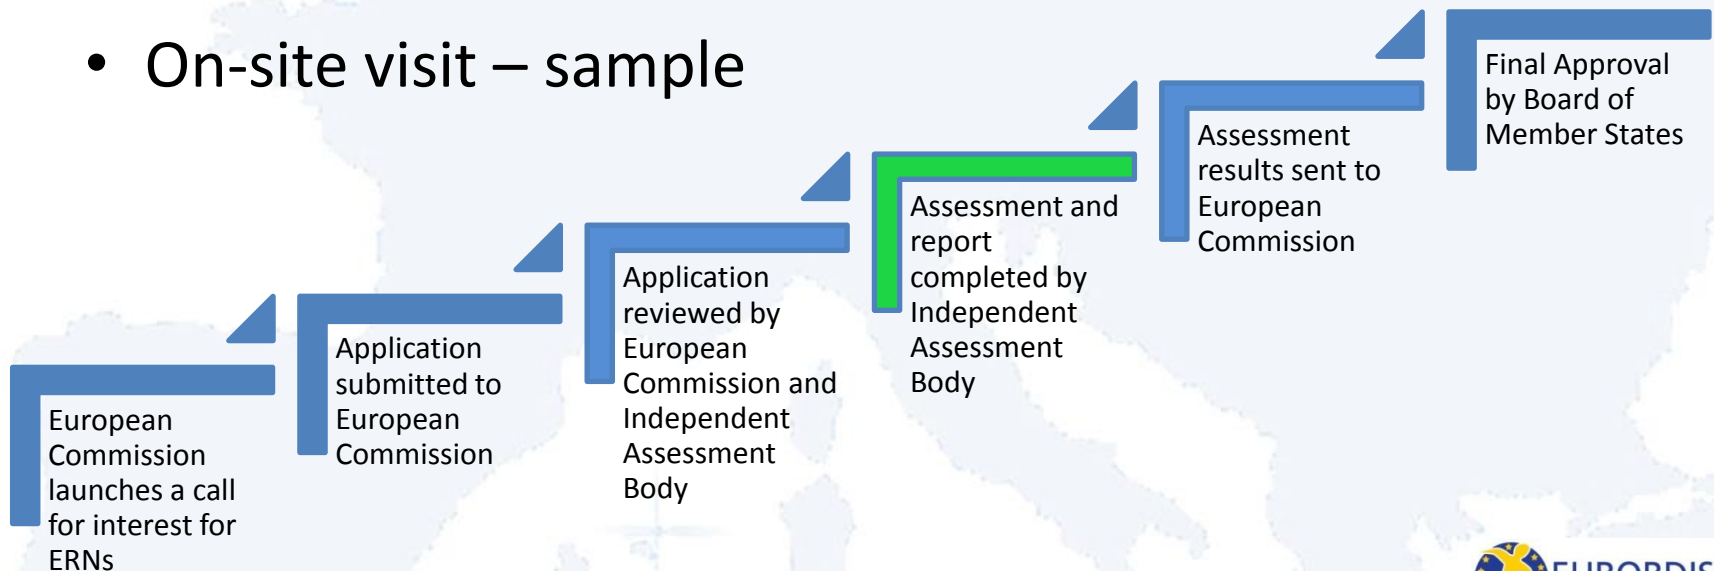 • On-site visit – sample
European
Commission
launches a call
for interest for
ERNs
Application
submitted to
European
Commission
Application
reviewed by
European
Commission and
Independent
Assessment
Body
Assessment and
report
completed by
Independent
Assessment
Body
Assessment
results sent to
European
Commission
Final Approval
by Board of
Member States
EURORDIS